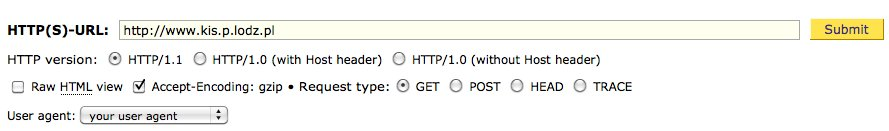 HTTP(S)-URL: http://www.kis.p.lodz.pl Submit
HTTP version: HTTP/1.1 HTTP/1.0 (with Host header) HTTP/1.0 (without Host header)
Raw HTML view Accept-Encoding: gzip • Request type: GET POST HEAD TRACE
User agent: your user agent